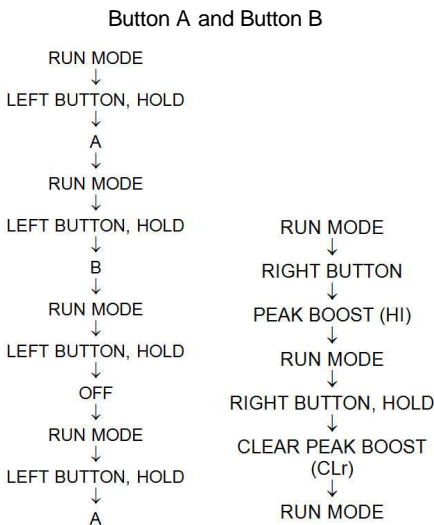 Button A and Button B
RUN MODE
↓
LEFT BUTTON, HOLD
↓
A
↓
RUN MODE
↓
LEFT BUTTON, HOLD
↓
B
↓
RUN MODE
↓
LEFT BUTTON, HOLD
↓
OFF
↓
RUN MODE
↓
LEFT BUTTON, HOLD
↓
A
RUN MODE
↓
RIGHT BUTTON
↓
PEAK BOOST (HI)
↓
RUN MODE
↓
RIGHT BUTTON, HOLD
↓
CLEAR PEAK BOOST
(CLr)
↓
RUN MODE